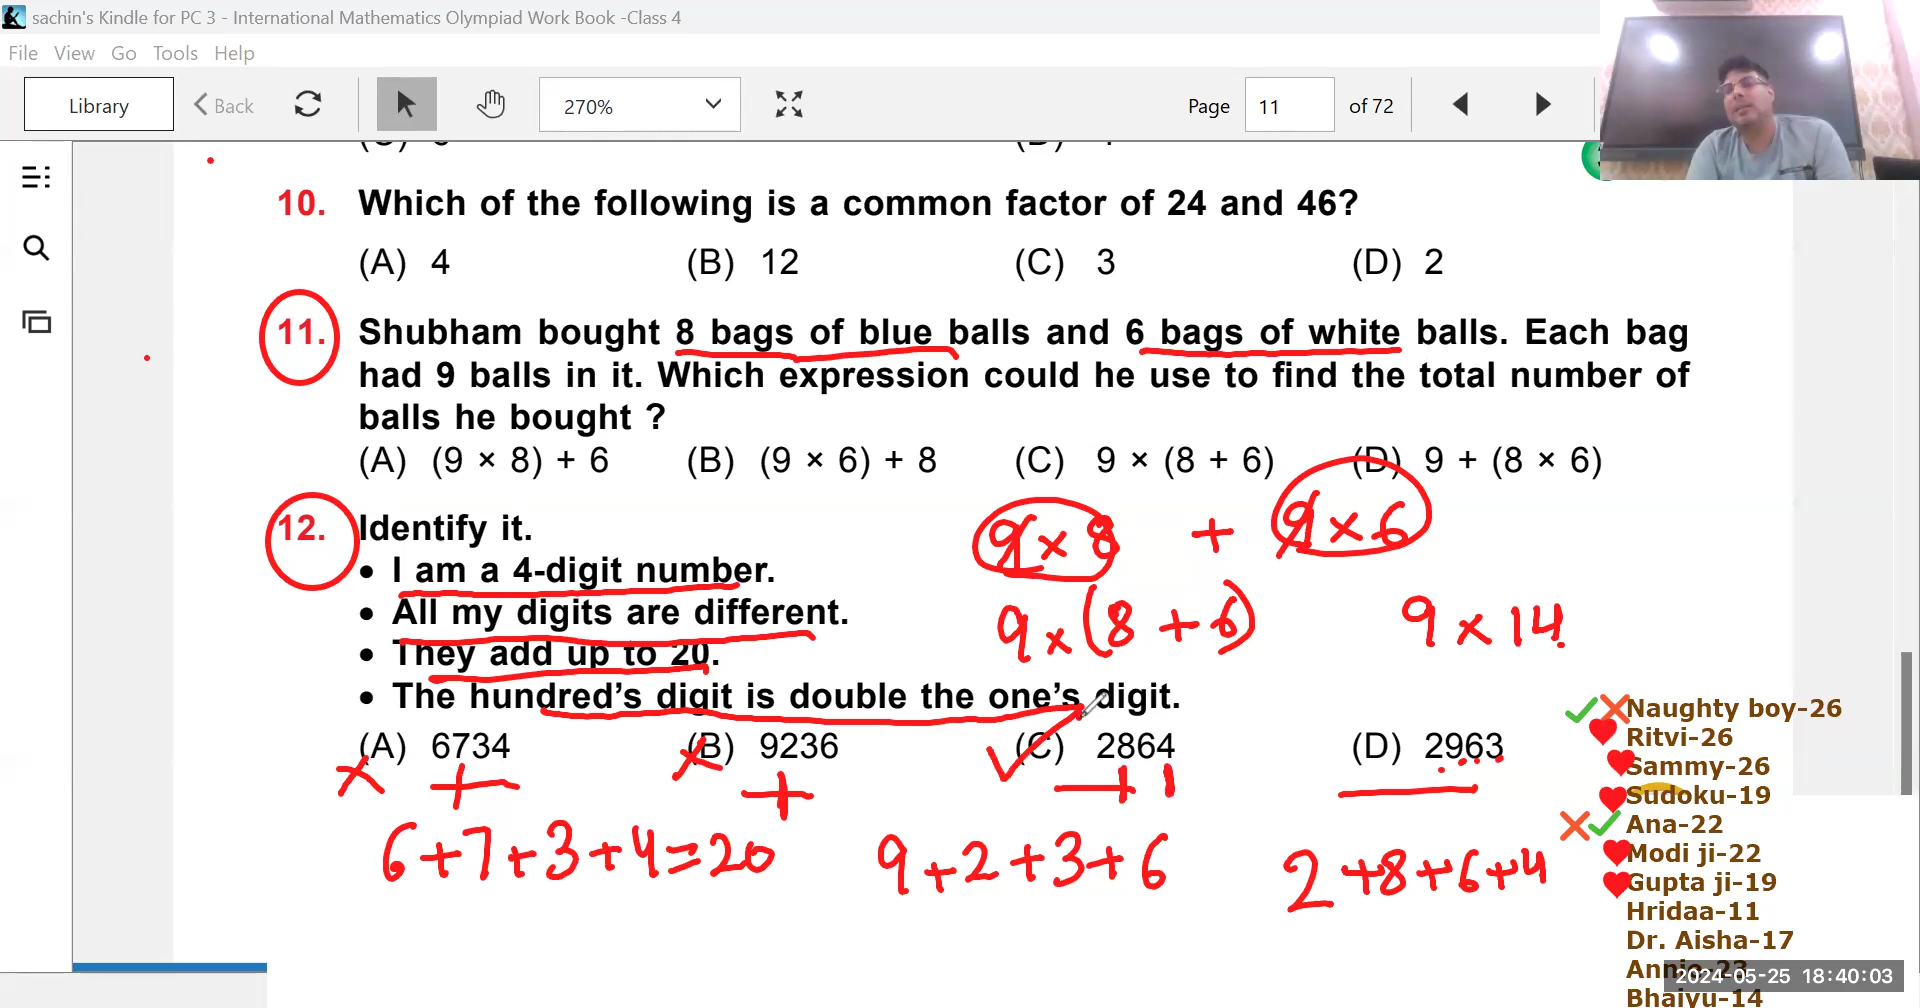 sachin's Kindle for PC 3 - International Mathematics Olympiad Work Book -Class 4
File View Go Tools Help
Library
Back
270%
Page 11 of 72
10. Which of the following is a common factor of 24 and 46?
(A) 4 (B) 12 (C) 3 (D) 2
11. Shubham bought 8 bags of blue balls and 6 bags of white balls. Each bag
had 9 balls in it. Which expression could he use to find the total number of
balls he bought ?
(A) (9 × 8) + 6 (B) (9 × 6) + 8 (C) 9 × (8 + 6) (D) 9 + (8 × 6)
9 × 8 + 9 × 6
12. Identify it.
• I am a 4-digit number.
• All my digits are different.
9 × (8 + 6) 9 × 14
• They add up to 20.
• The hundred's digit is double the one's digit.
(A) 6734 (B) 9236 (C) 2864 (D) 2963
6+7+3+4=20 9+2+3+6 2+8+6+4
Naughty boy-26
Ritvi-26
Sammy-26
Sudoku-19
Ana-22
Modi ji-22
Gupta ji-19
Hridaa-11
Dr. Aisha-17
2024-05-25 18:40:03
Bhaiyu-14